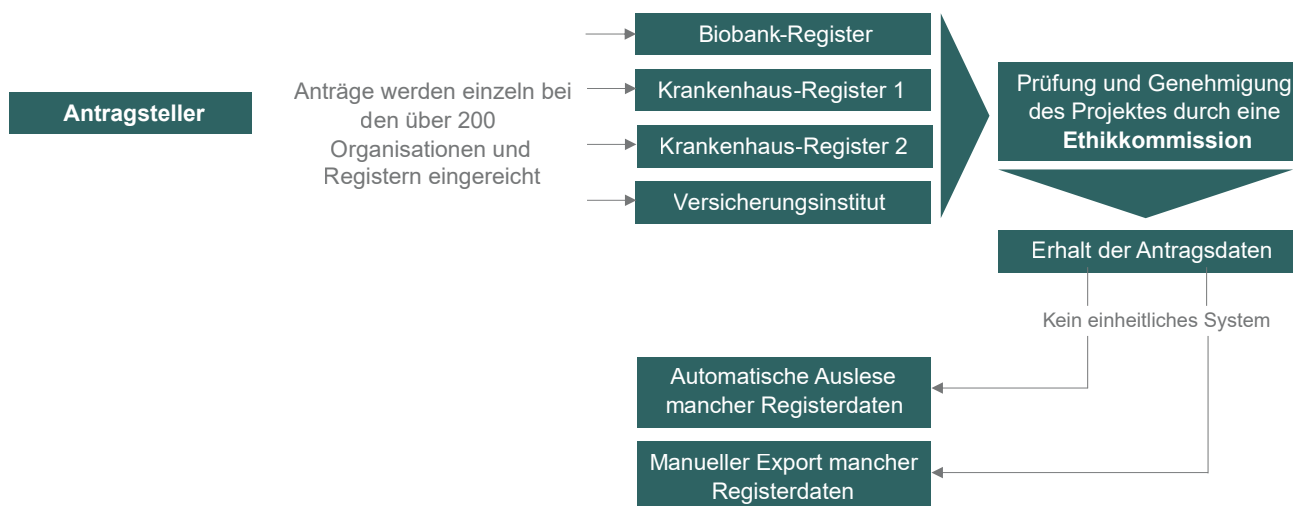 Antragsteller
Anträge werden einzeln bei
den über 200
Organisationen und
Registern eingereicht
Biobank-Register
Krankenhaus-Register 1
Krankenhaus-Register 2
Versicherungsinstitut
Prüfung und Genehmigung
des Projektes durch eine
Ethikkommission
Erhalt der Antragsdaten
Kein einheitliches System
Automatische Auslese
mancher Registerdaten
Manueller Export mancher
Registerdaten